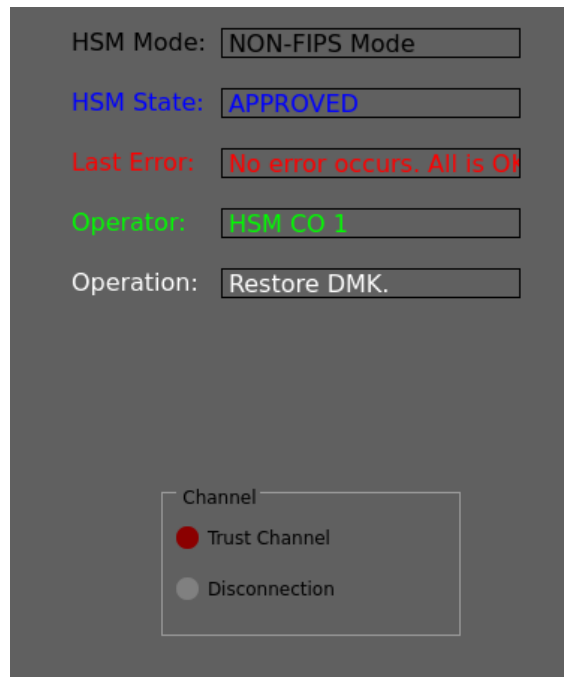 HSM Mode: NON-FIPS Mode
HSM State: APPROVED
Last Error: No error occurs. All is OK
Operator: HSM CO 1
Operation: Restore DMK.
Channel
Trust Channel
Disconnection